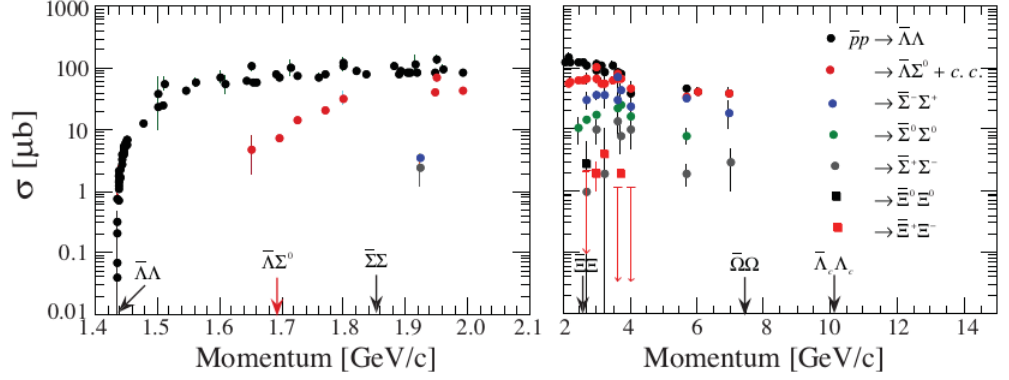 σ [μb]
1000
100
10
1
0.1
0.01
1.4
1.5
1.6
1.7
1.8
1.9
2.0
2.1
Momentum [GeV/c]
Λ̅Λ
Λ̅Σ⁰
Σ̅Σ
p̅p → Λ̅Λ
→ Λ̅Σ⁰ + c. c.
→ Σ̅⁻Σ⁺
→ Σ̅⁰Σ⁰
→ Σ̅⁺Σ⁻
→ Ξ̅⁰Ξ⁰
→ Ξ̅⁺Ξ⁻
Ξ̅Ξ
Ω̅Ω
Λ̅cΛc
2
4
6
8
10
12
14
Momentum [GeV/c]